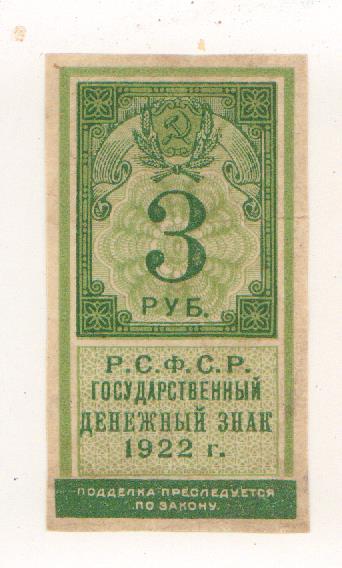 3
РУБ.
Р.С.Ф.С.Р.
ГОСУДАРСТВЕННЫЙ
ДЕНЕЖНЫЙ ЗНАК
1922 г.
ПОДДЕЛКА ПРЕСЛЕДУЕТСЯ
ПО ЗАКОНУ.